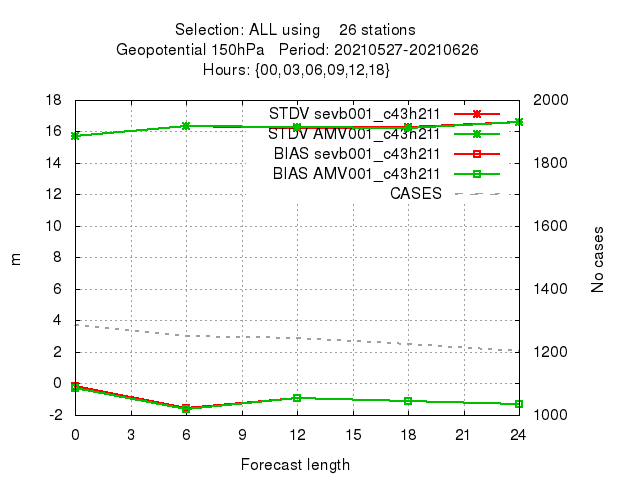 Selection: ALL using    26 stations
Geopotential 150hPa   Period: 20210527-20210626
Hours: {00,03,06,09,12,18}
18
16
14
12
10
8
6
4
2
0
-2
m
STDV sevb001_c43h211
STDV AMV001_c43h211
BIAS sevb001_c43h211
BIAS AMV001_c43h211
CASES
2000
1800
1600
1400
1200
1000
No cases
0 3 6 9 12 15 18 21 24
Forecast length